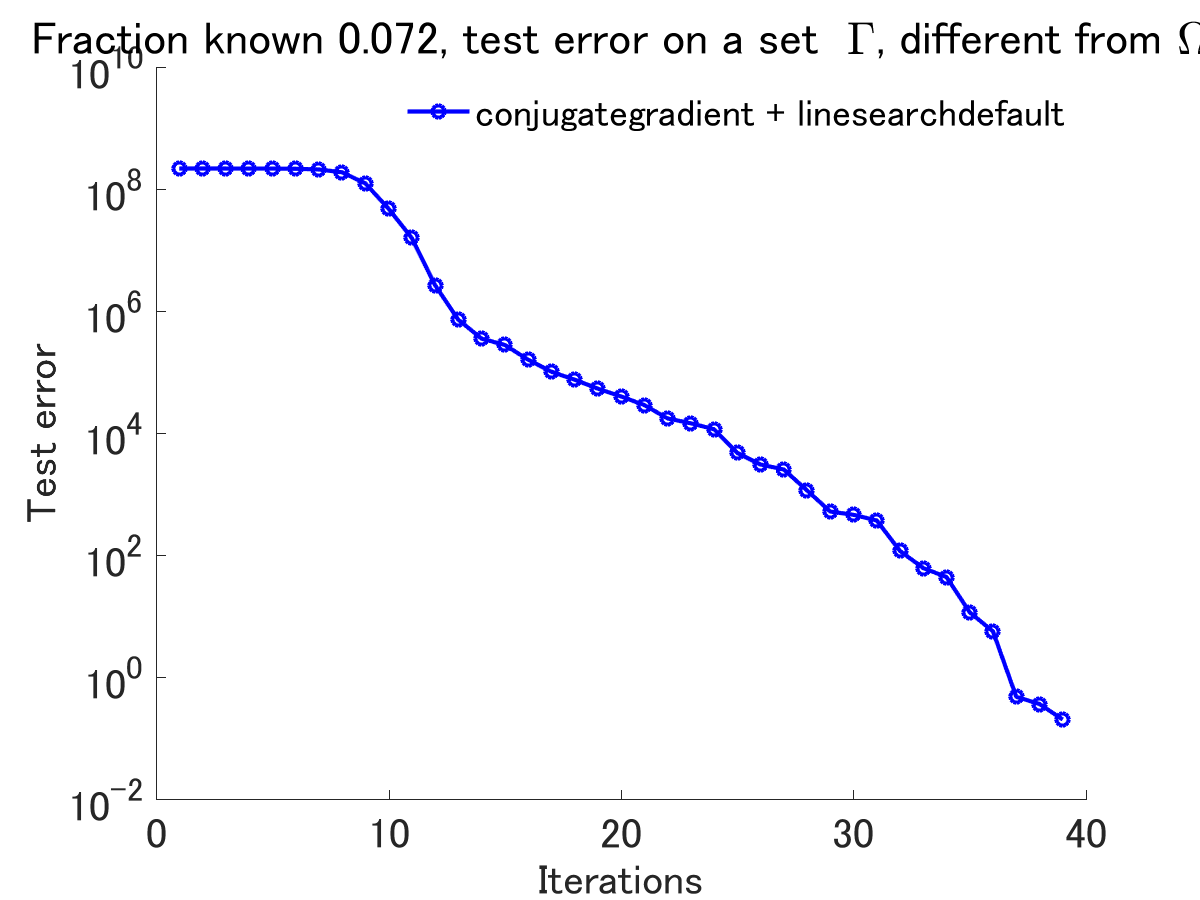 Fraction known 0.072, test error on a set Γ, different from Ω
conjugategradient + linesearchdefault
10^10
10^8
10^6
10^4
10^2
10^0
10^−2
Test error
0 10 20 30 40
Iterations